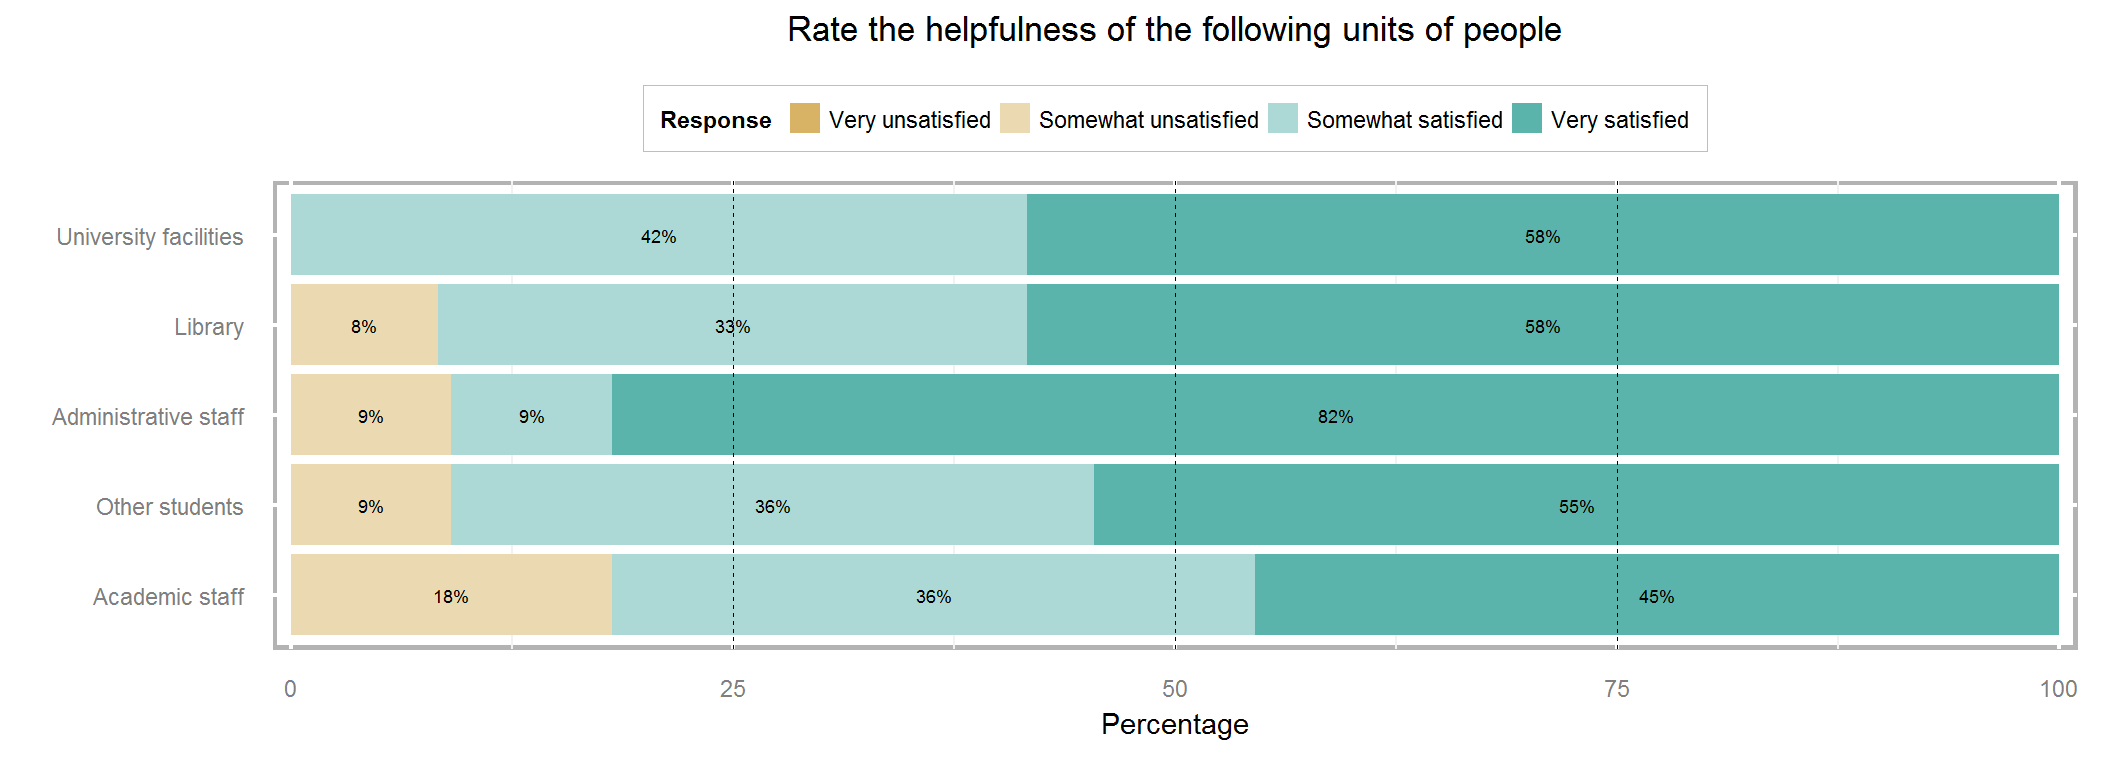 Rate the helpfulness of the following units of people
Response Very unsatisfied Somewhat unsatisfied Somewhat satisfied Very satisfied
University facilities 42% 58%
Library 8% 33% 58%
Administrative staff 9% 9% 82%
Other students 9% 36% 55%
Academic staff 18% 36% 45%
0 25 50 75 100
Percentage